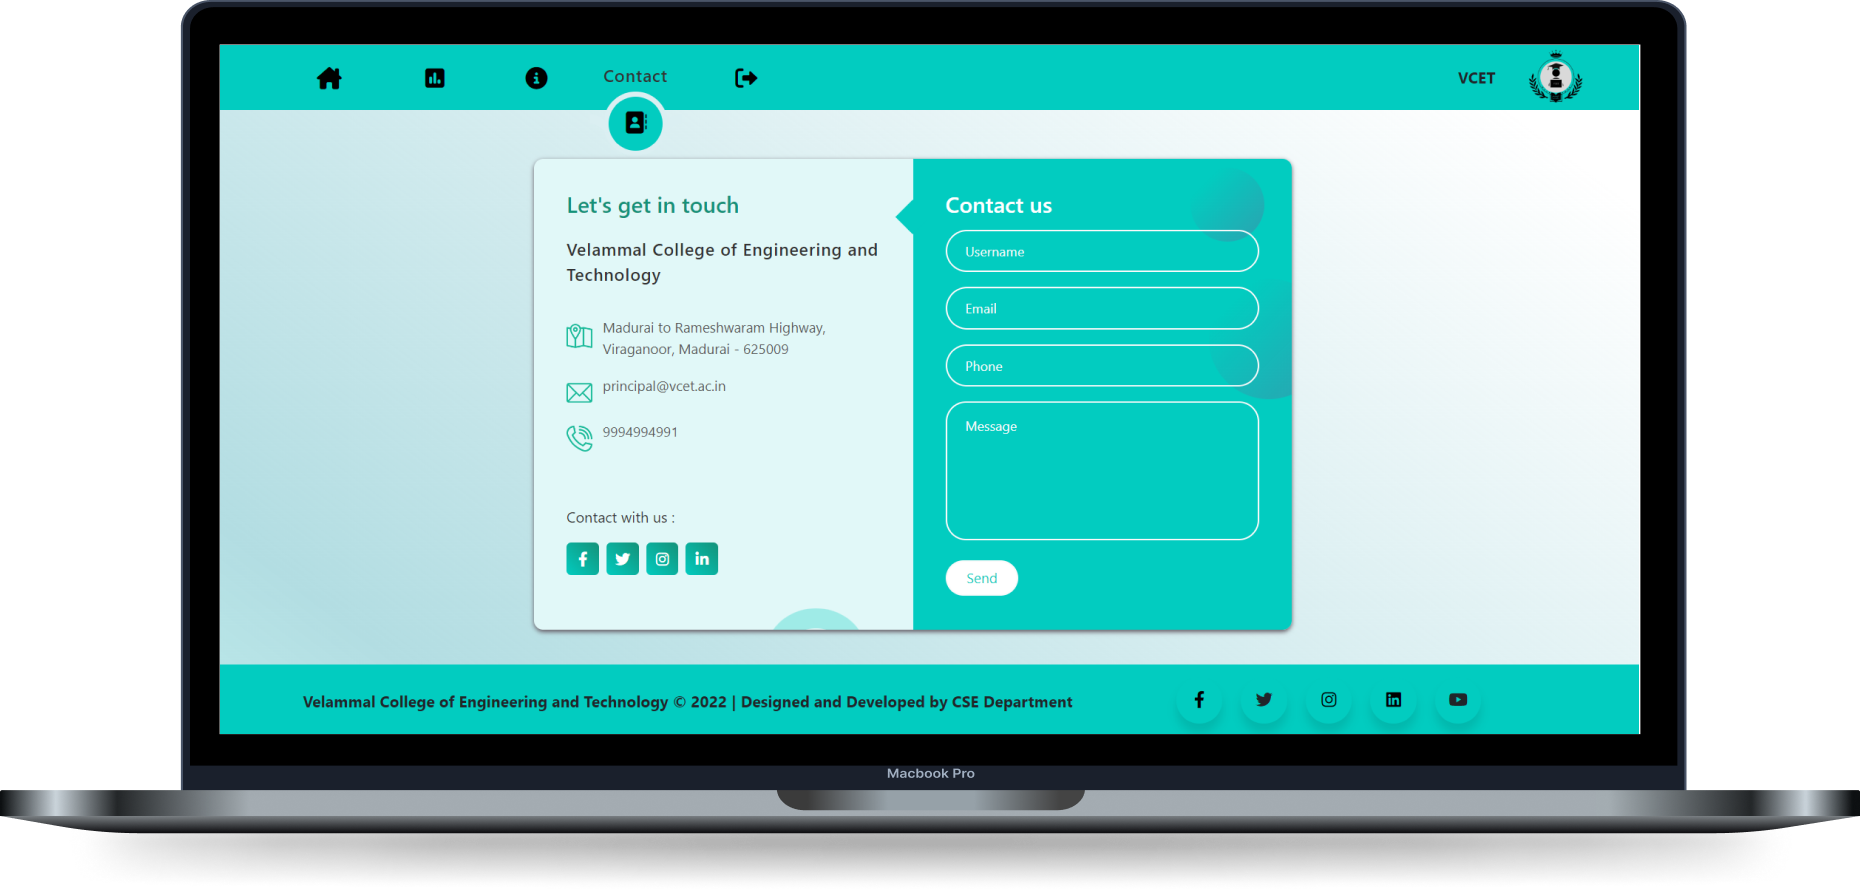 Contact
VCET
Let's get in touch
Velammal College of Engineering and
Technology
Madurai to Rameshwaram Highway,
Viraganoor, Madurai - 625009
principal@vcet.ac.in
9994994991
Contact with us :
Contact us
Username
Email
Phone
Message
Send
Velammal College of Engineering and Technology © 2022 | Designed and Developed by CSE Department
Macbook Pro